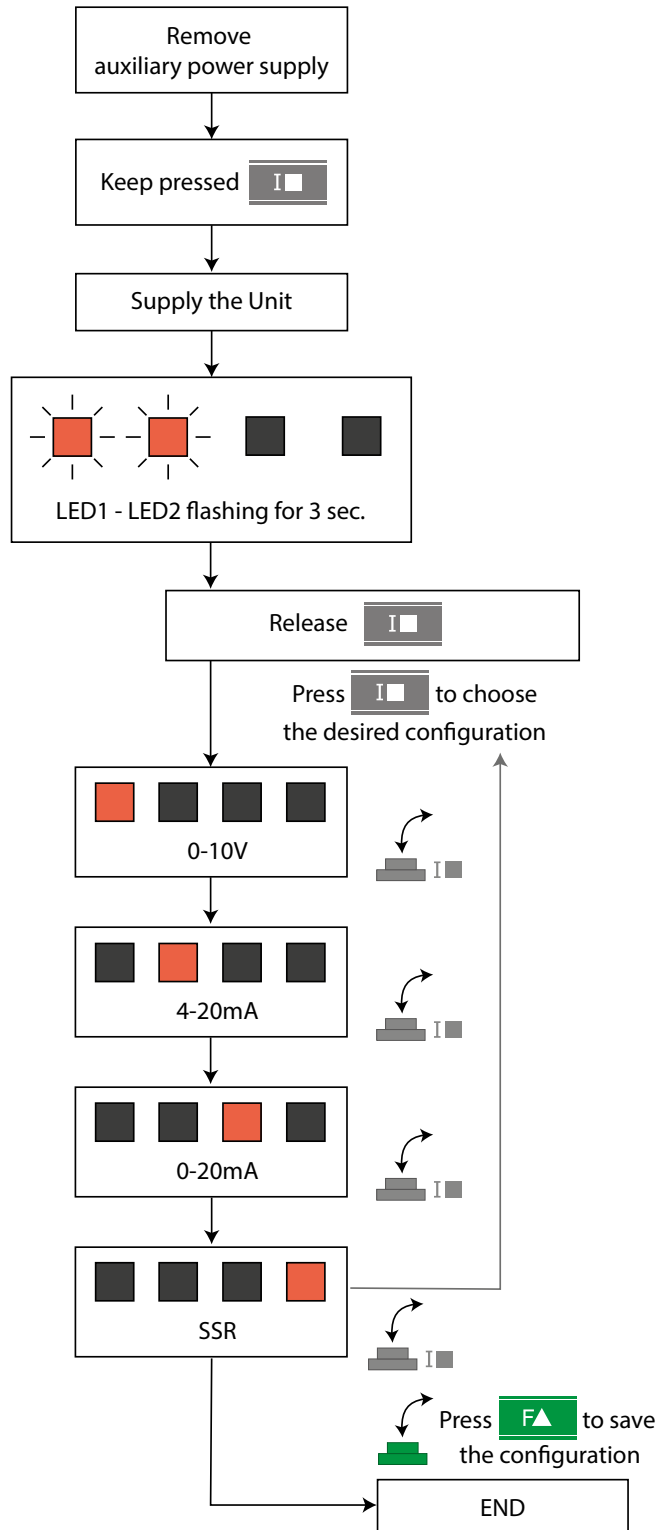 Remove
auxiliary power supply
Keep pressed I
Supply the Unit
LED1 - LED2 flashing for 3 sec.
Release I
Press I to choose
the desired configuration
0-10V
I
4-20mA
I
0-20mA
I
SSR
I
Press F▲ to save
the configuration
END